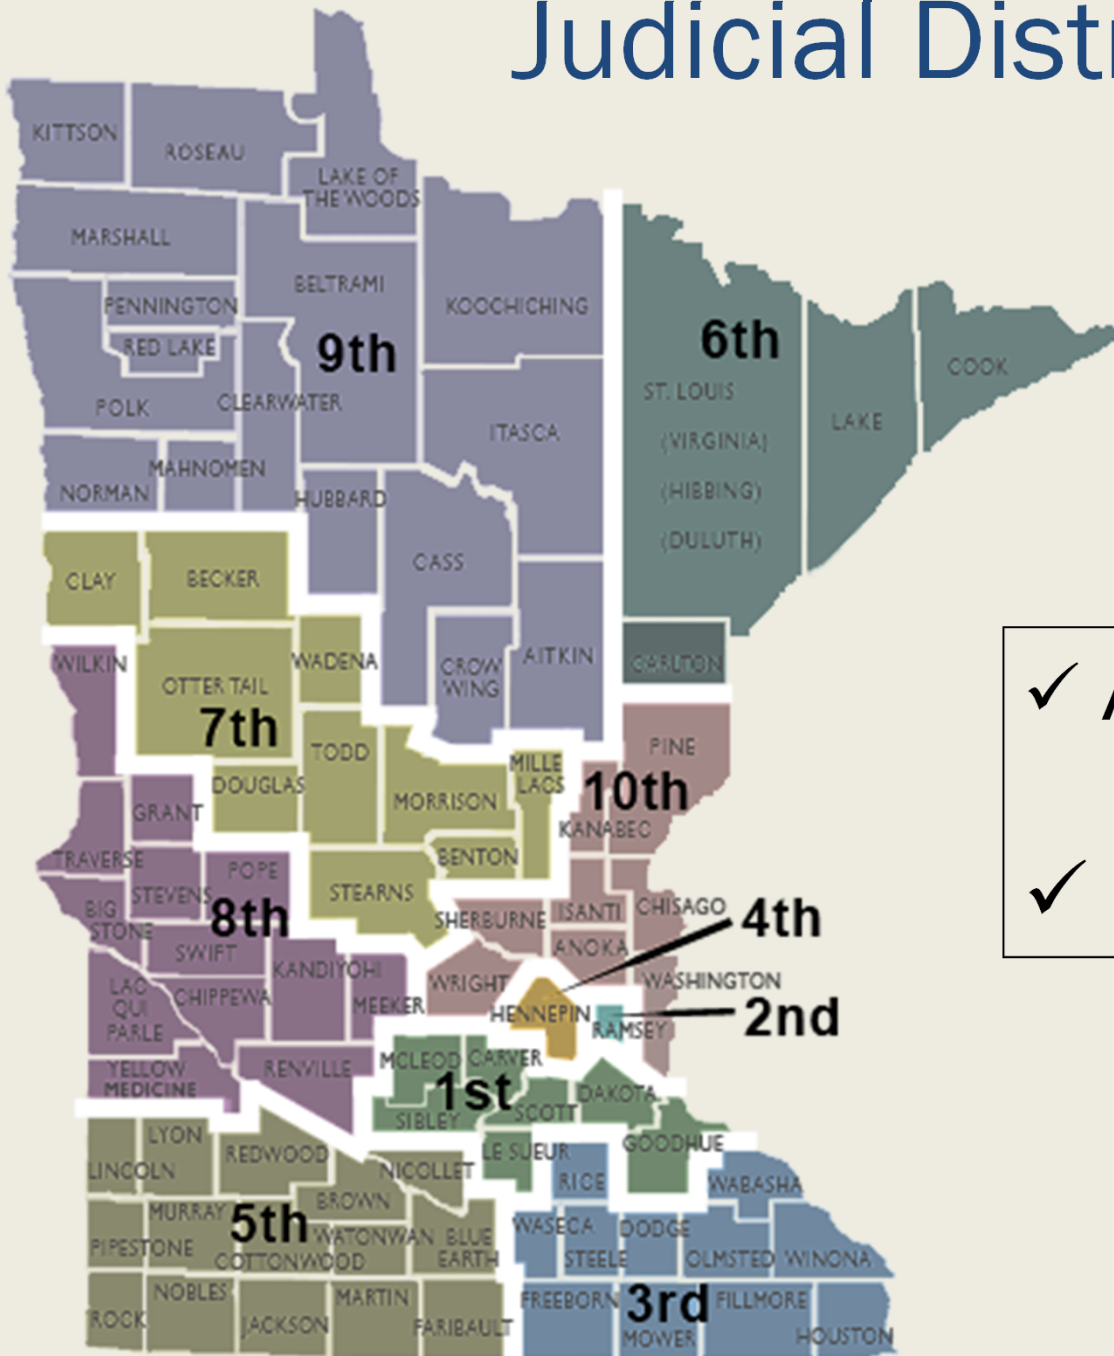 Judicial Distr
KITTSON
ROSEAU
LAKE OF
THE WOODS
MARSHALL
BELTRAMI
KOOCHICHING
PENNINGTON
RED LAKE
9th
6th
COOK
ST. LOUIS
POLK
CLEARWATER
LAKE
ITASCA
(VIRGINIA)
MAHNOMEN
NORMAN
HUBBARD
(HIBBING)
(DULUTH)
CASS
CLAY
BECKER
WILKIN
WADENA
CROW
WING
AITKIN
CARLTON
OTTER TAIL
7th
TODD
PINE
MILLE
LACS
DOUGLAS
10th
MORRISON
GRANT
KANABEC
TRAVERSE
BENTON
POPE
STEVENS
STEARNS
BIG
STONE
8th
SHERBURNE
ISANTI
CHISAGO
4th
SWIFT
ANOKA
KANDIYOHI
WRIGHT
WASHINGTON
LAC
QUI
PARLE
CHIPPEWA
MEEKER
HENNEPIN
RAMSEY
2nd
YELLOW
MEDICINE
RENVILLE
MCLEOD
CARVER
1st
SIBLEY
SCOTT
DAKOTA
LYON
LINCOLN
REDWOOD
NICOLLET
LE SUEUR
GOODHUE
RICE
WABASHA
MURRAY
BROWN
5th
PIPESTONE
COTTONWOOD
WATONWAN
BLUE
EARTH
WASECA
STEELE
DODGE
OLMSTED
WINONA
ROCK
NOBLES
JACKSON
MARTIN
FARIBAULT
FREEBORN
3rd
MOWER
FILLMORE
HOUSTON